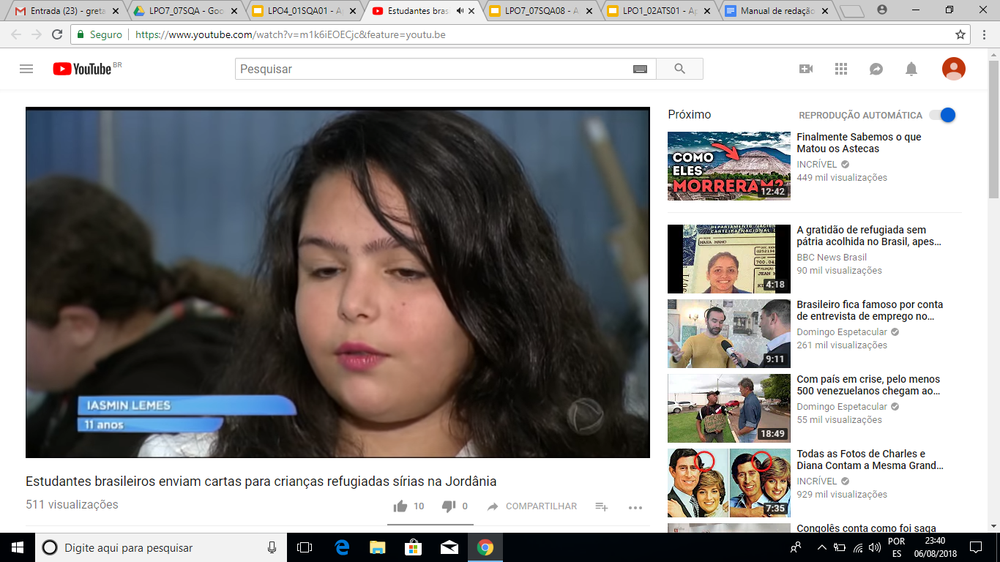 Entrada (23) - greta
LPO7_07SQA - Goo
LPO4_01SQA01 - Ap
Estudantes bras
LPO7_07SQA08 - A
LPO1_02ATS01 - Ap
Manual de redação
Seguro
https://www.youtube.com/watch?v=m1k6iEOECjc&feature=youtu.be
YouTube BR
Pesquisar
IASMIN LEMES
11 anos
Estudantes brasileiros enviam cartas para crianças refugiadas sírias na Jordânia
511 visualizações
10
0
COMPARTILHAR
Próximo
REPRODUÇÃO AUTOMÁTICA
COMO
ELES
MORRERAM?
12:42
Finalmente Sabemos o que
Matou os Astecas
INCRÍVEL
449 mil visualizações
4:18
A gratidão de refugiada sem
pátria acolhida no Brasil, apes...
BBC News Brasil
90 mil visualizações
9:11
Brasileiro fica famoso por conta
de entrevista de emprego no...
Domingo Espetacular
261 mil visualizações
18:49
Com país em crise, pelo menos
500 venezuelanos chegam ao...
Domingo Espetacular
55 mil visualizações
7:35
Todas as Fotos de Charles e
Diana Contam a Mesma Grand...
INCRÍVEL
929 mil visualizações
Congolês conta como foi saga
Digite aqui para pesquisar
POR
ES
23:40
06/08/2018